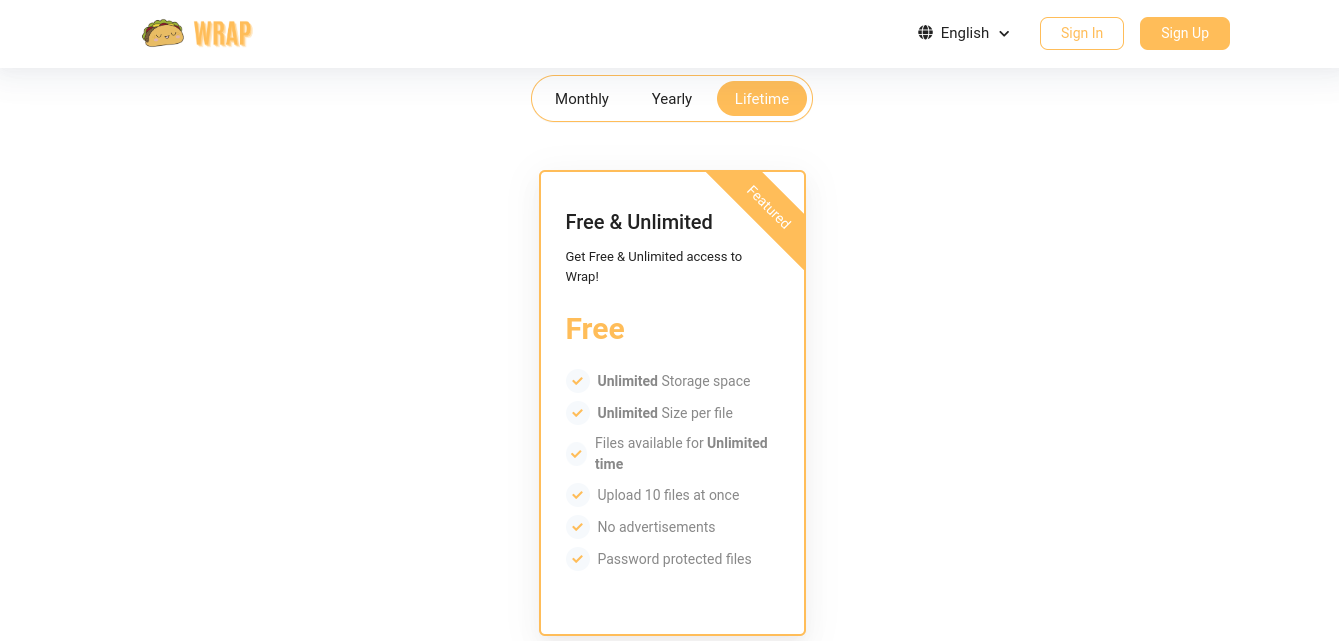 WRAP
English
Sign In
Sign Up
Monthly
Yearly
Lifetime
Featured
Free & Unlimited
Get Free & Unlimited access to
Wrap!
Free
Unlimited Storage space
Unlimited Size per file
Files available for Unlimited
time
Upload 10 files at once
No advertisements
Password protected files